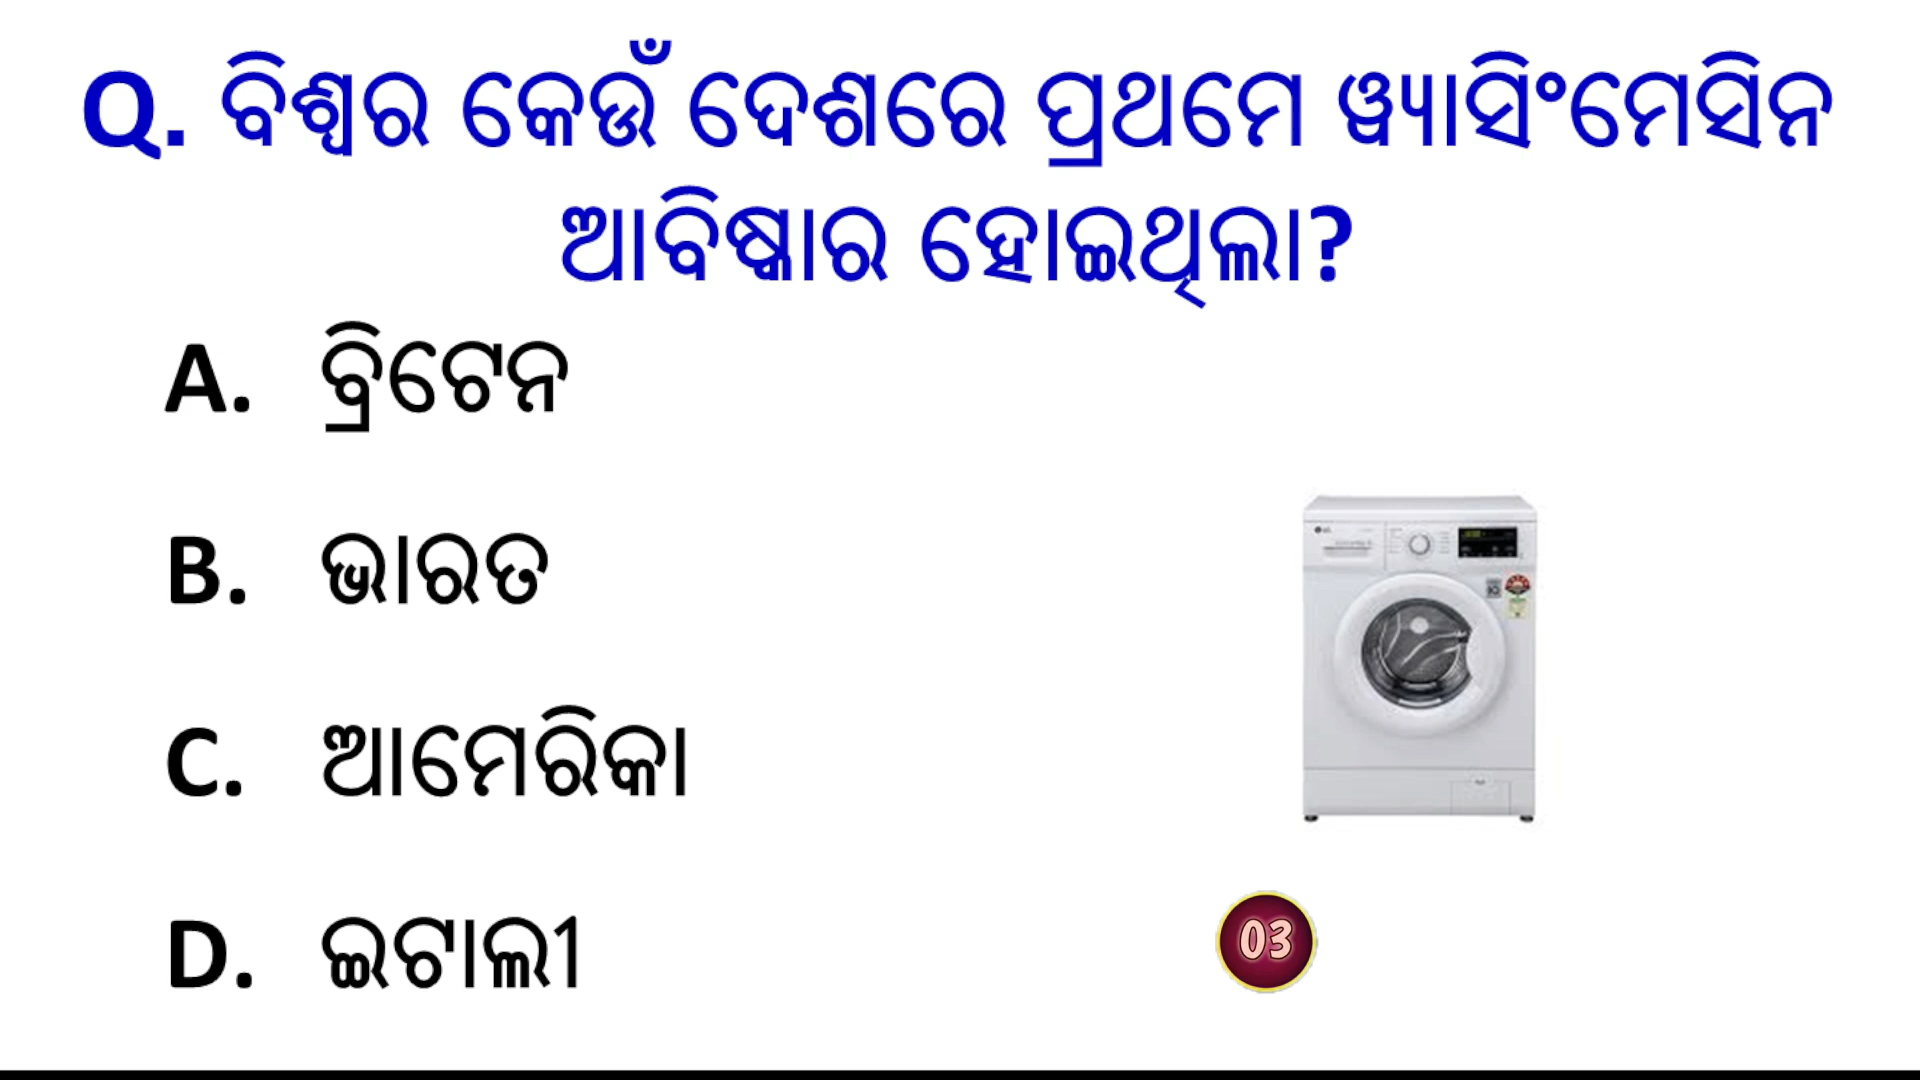 Q. ବିଶ୍ୱର କେଉଁ ଦେଶରେ ପ୍ରଥମେ ୱ୍ୟାସିଂମେସିନ
ଆବିଷ୍କାର ହୋଇଥିଲା?
A. ବ୍ରିଟେନ
B. ଭାରତ
C. ଆମେରିକା
D. ଇଟାଲୀ
03